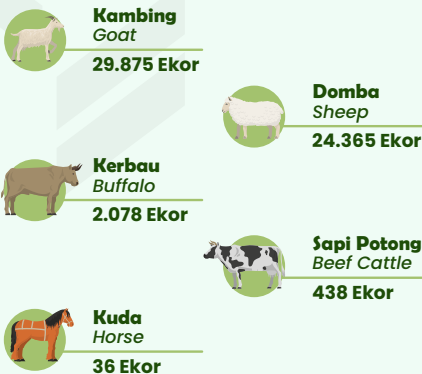 Kambing
Goat
29.875 Ekor
Domba
Sheep
24.365 Ekor
Kerbau
Buffalo
2.078 Ekor
Sapi Potong
Beef Cattle
438 Ekor
Kuda
Horse
36 Ekor